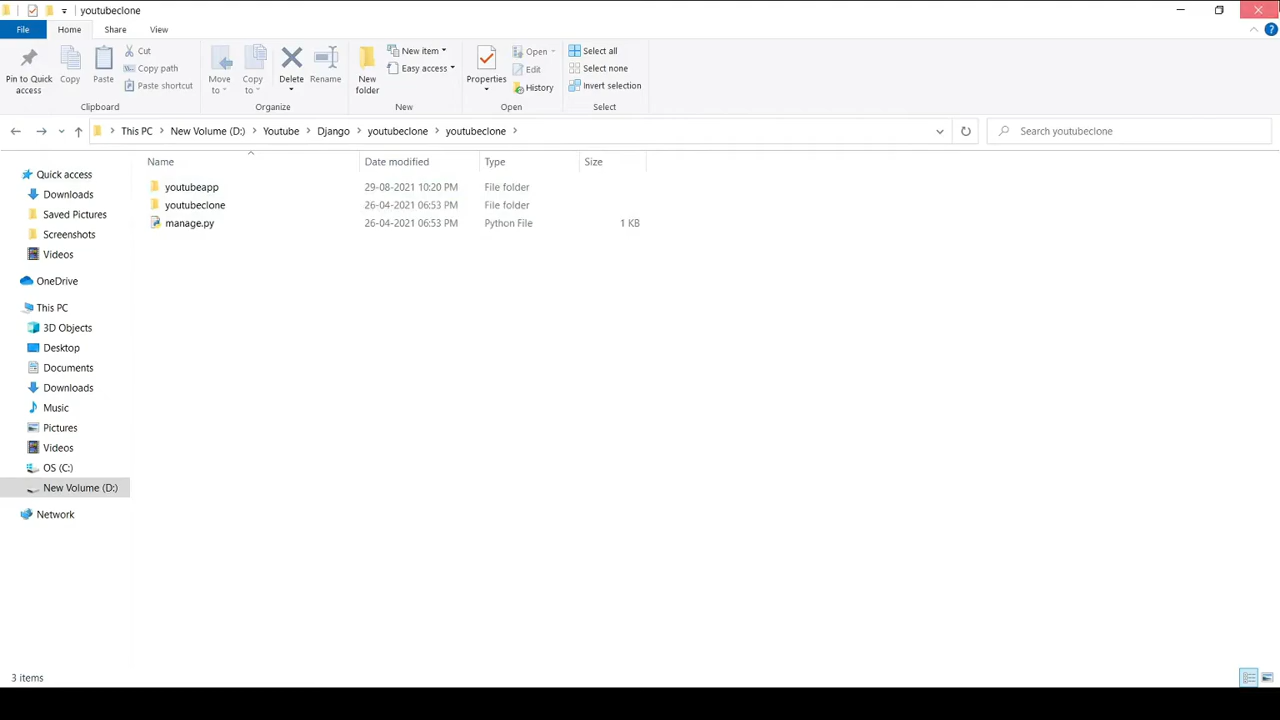 youtubeclone
File Home Share View
Pin to Quick access
Copy
Paste
Cut
Copy path
Paste shortcut
Clipboard
Move to
Copy to
Delete
Rename
Organize
New folder
New item
Easy access
New
Properties
Open
Edit
History
Open
Select all
Select none
Invert selection
Select
This PC New Volume (D:) Youtube Django youtubeclone youtubeclone
Search youtubeclone
Name Date modified Type Size
youtubeapp 29-08-2021 10:20 PM File folder
youtubeclone 26-04-2021 06:53 PM File folder
manage.py 26-04-2021 06:53 PM Python File 1 KB
Quick access
Downloads
Saved Pictures
Screenshots
Videos
OneDrive
This PC
3D Objects
Desktop
Documents
Downloads
Music
Pictures
Videos
OS (C:)
New Volume (D:)
Network
3 items